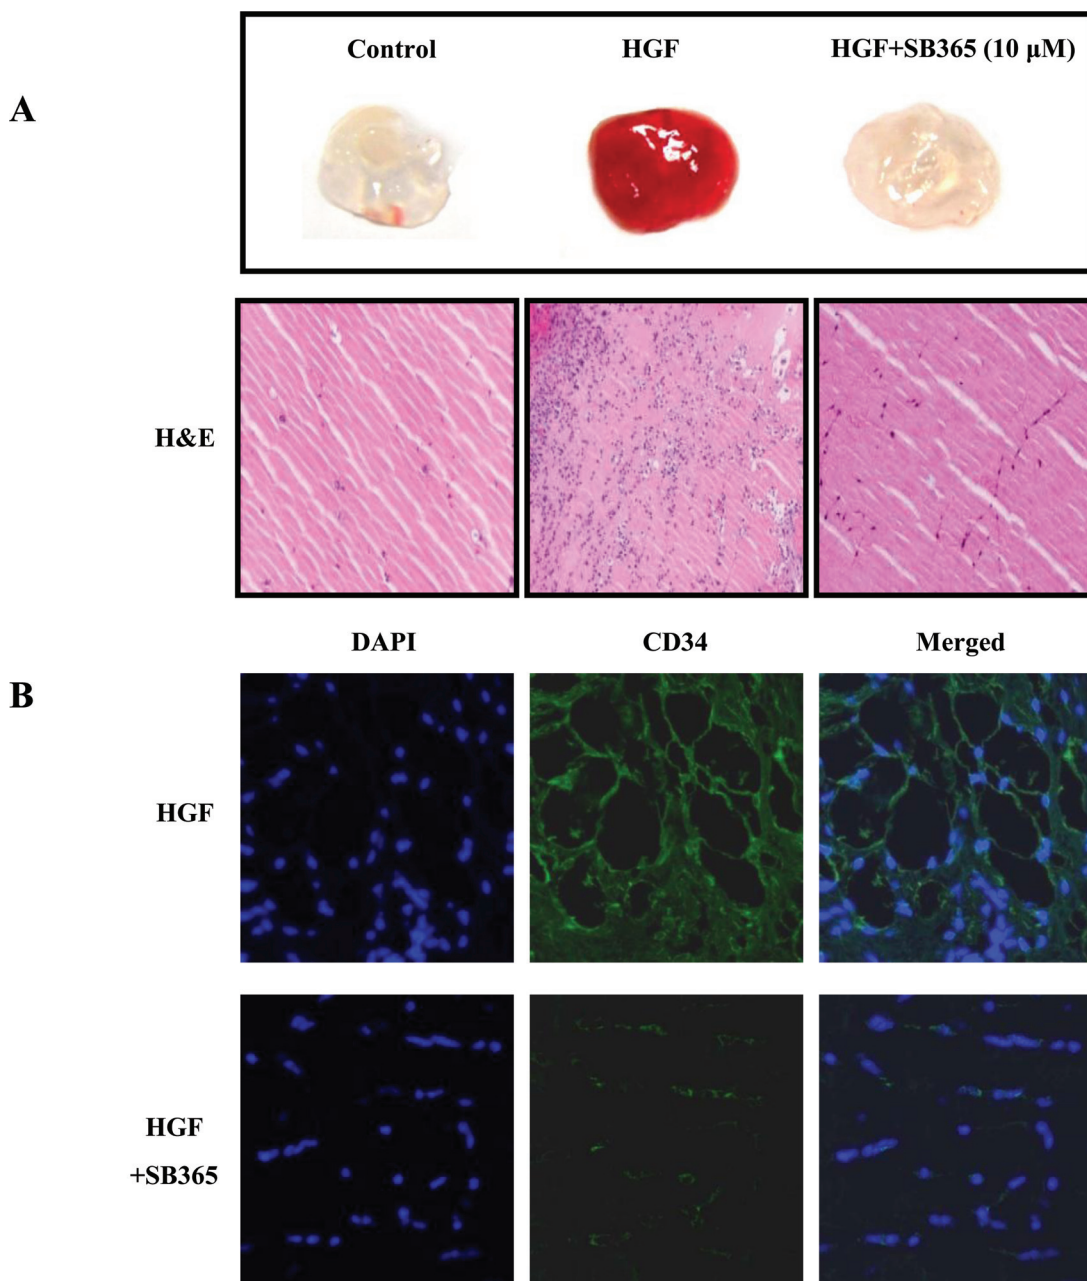 Control HGF HGF+SB365 (10 μM)
A
H&E
DAPI CD34 Merged
B
HGF
HGF
+SB365